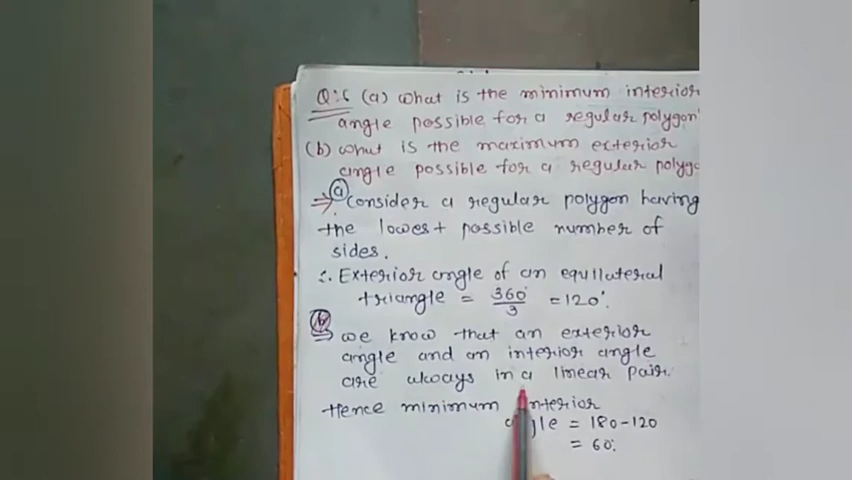 Q:6 (a) What is the minimum interior
angle possible for a regular polygon
(b) what is the maximum exterior
angle possible for a regular polygo
⇒ (a) Consider a regular polygon having
the lowest possible number of
sides.
∴ Exterior angle of an equilateral
triangle = 360°/3 = 120°.
(b) ⇒ we know that an exterior
angle and an interior angle
are always in a linear pair.
Hence minimum interior
angle = 180-120
= 60°.